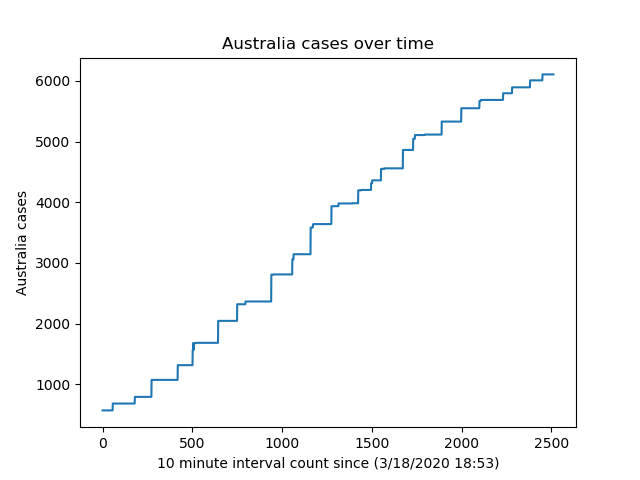 Australia cases over time
Australia cases
6000
5000
4000
3000
2000
1000
0 500 1000 1500 2000 2500
10 minute interval count since (3/18/2020 18:53)